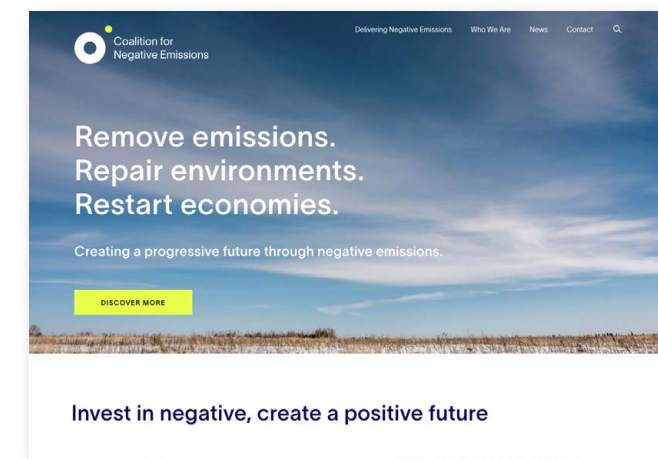 Coalition for
Negative Emissions
Delivering Negative Emissions Who We Are News Contact
Remove emissions.
Repair environments.
Restart economies.
Creating a progressive future through negative emissions.
DISCOVER MORE
Invest in negative, create a positive future